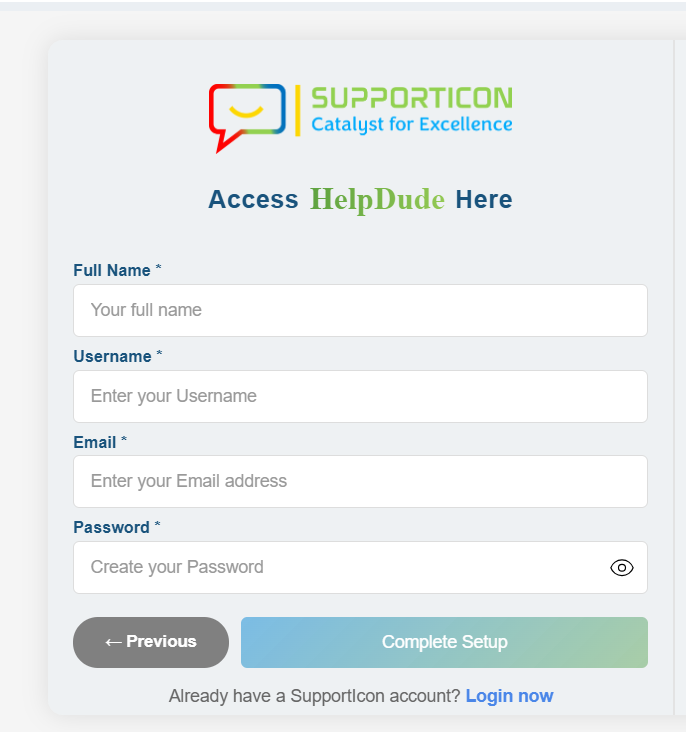 SUPPORTICON
Catalyst for Excellence
Access HelpDude Here
Full Name *
Your full name
Username *
Enter your Username
Email *
Enter your Email address
Password *
Create your Password
← Previous
Complete Setup
Already have a SupportIcon account? Login now